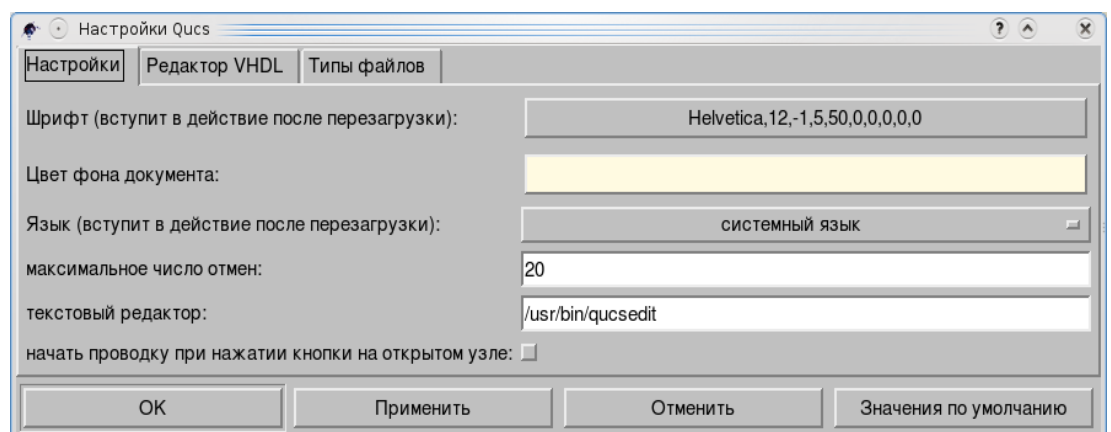 Настройки Qucs
Настройки Редактор VHDL Типы файлов
Шрифт (вступит в действие после перезагрузки): Helvetica,12,-1,5,50,0,0,0,0,0
Цвет фона документа:
Язык (вступит в действие после перезагрузки): системный язык
максимальное число отмен: 20
текстовый редактор: /usr/bin/qucsedit
начать проводку при нажатии кнопки на открытом узле:
OK Применить Отменить Значения по умолчанию